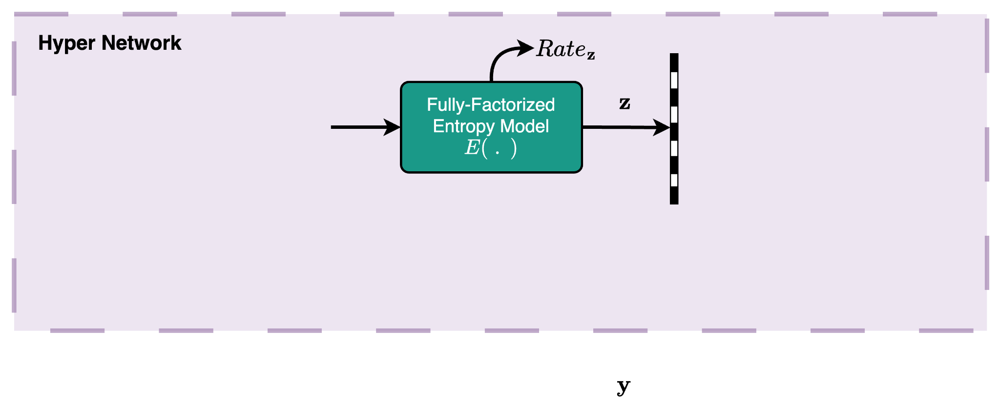 Hyper Network
Rate_z
Fully-Factorized
Entropy Model
E( . )
z
y